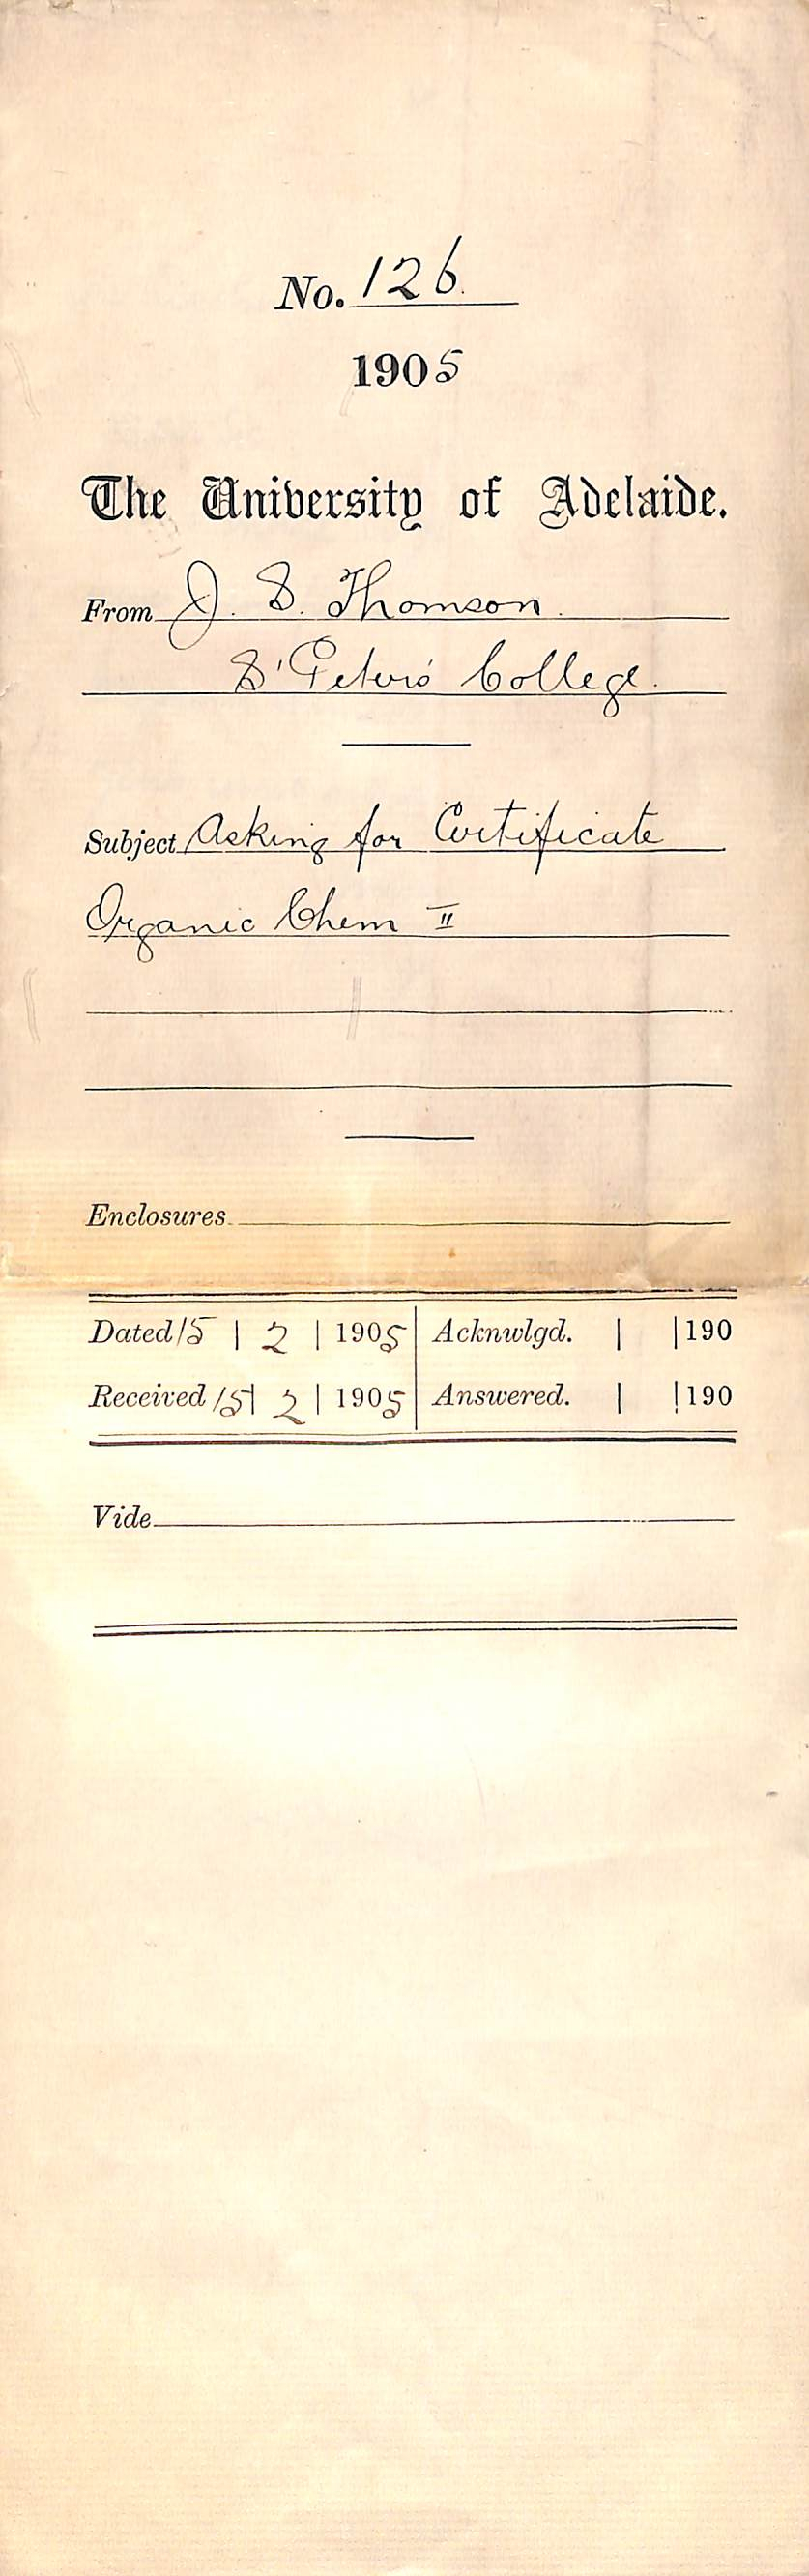 No. 126.
1905
The University of Adelaide.
From J. S. Thomson.
S' Peter's College.
Subject Asking for Certificate
Organic Chem II
Enclosures
Dated 15 | 2 | 1905 Acknwlgd. | | 190
Received 15 | 2 | 1905 Answered. | | 190
Vide